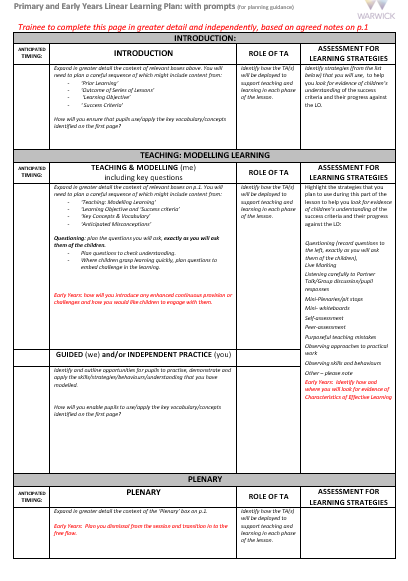 Primary and Early Years Linear Learning Plan: with prompts (for planning guidance)
WARWICK
Trainee to complete this page in greater detail and independently, based on agreed notes on p.1
INTRODUCTION:
ANTICIPATED
TIMING:
INTRODUCTION
ROLE OF TA
ASSESSMENT FOR
LEARNING STRATEGIES
Expand in greater detail the content of relevant boxes above. You will
need to plan a careful sequence of which might include content from:
- 'Prior Learning'
- 'Outcome of Series of Lessons'
- 'Learning Objective'
- 'Success Criteria'
How will you ensure that pupils use/apply the key vocabulary/concepts
identified on the first page?
Identify how the TA(s)
will be deployed to
support teaching and
learning in each phase
of the lesson.
Identify strategies (from the list
below) that you will use, to help
you look for evidence of children's
understanding of the success
criteria and their progress against
the LO.
TEACHING: MODELLING LEARNING
ANTICIPATED
TIMING:
TEACHING & MODELLING (me)
including key questions
ROLE OF TA
ASSESSMENT FOR
LEARNING STRATEGIES
Expand in greater detail the content of relevant boxes on p.1. You will
need to plan a careful sequence of which might include content from:
- 'Teaching: Modelling Learning'
- 'Learning Objective and 'Success criteria'
- 'Key Concepts & Vocabulary'
- 'Anticipated Misconceptions'
Questioning: plan the questions you will ask, exactly as you will ask
them of the children.
- Plan questions to check understanding.
- Where children grasp learning quickly, plan questions to
embed challenge in the learning.
Early Years: how will you introduce any enhanced continuous provision or
challenges and how you would like children to engage with them.
Identify how the TA(s)
will be deployed to
support teaching and
learning in each phase
of the lesson.
Highlight the strategies that you
plan to use during this part of the
lesson to help you look for evidence
of children's understanding of the
success criteria and their progress
against the LO:
Questioning (record questions to
the left, exactly as you will ask
them of the children),
Live Marking
Listening carefully to Partner
Talk/Group discussion/pupil
responses
Mini-Plenaries/pit stops
Mini- whiteboards
Self-assessment
Peer-assessment
Purposeful teaching mistakes
Observing approaches to practical
work
Observing skills and behaviours
Other – please note
Early Years: Identify how and
where you will look for evidence of
Characteristics of Effective Learning
GUIDED (we) and/or INDEPENDENT PRACTICE (you)
Identify and outline opportunities for pupils to practise, demonstrate and
apply the skills/strategies/behaviours/understanding that you have
modelled.
How will you enable pupils to use/apply the key vocabulary/concepts
identified on the first page?
PLENARY
ANTICIPATED
TIMING:
PLENARY
ROLE OF TA
ASSESSMENT FOR
LEARNING STRATEGIES
Expand in greater detail the content of the 'Plenary' box on p.1.
Early Years: Plan you dismissal from the session and transition in to the
free flow.
Identify how the TA(s)
will be deployed to
support teaching and
learning in each phase
of the lesson.